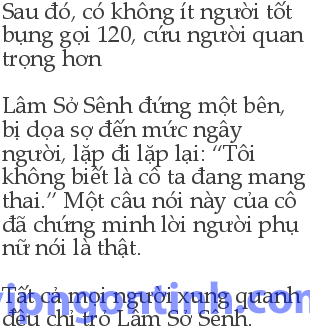 Sau đó, có không ít người tốt
bụng gọi 120, cứu người quan
trọng hơn
Lâm Sở Sênh đứng một bên,
bị dọa sợ đến mức ngây
người, lặp đi lặp lại: “Tôi
không biết là cô ta đang mang
thai.” Một câu nói này của cô
đã chứng minh lời người phụ
nữ nói là thật.
Tất cả mọi người xung quanh
đều chỉ trỏ Lâm Sở Sênh.